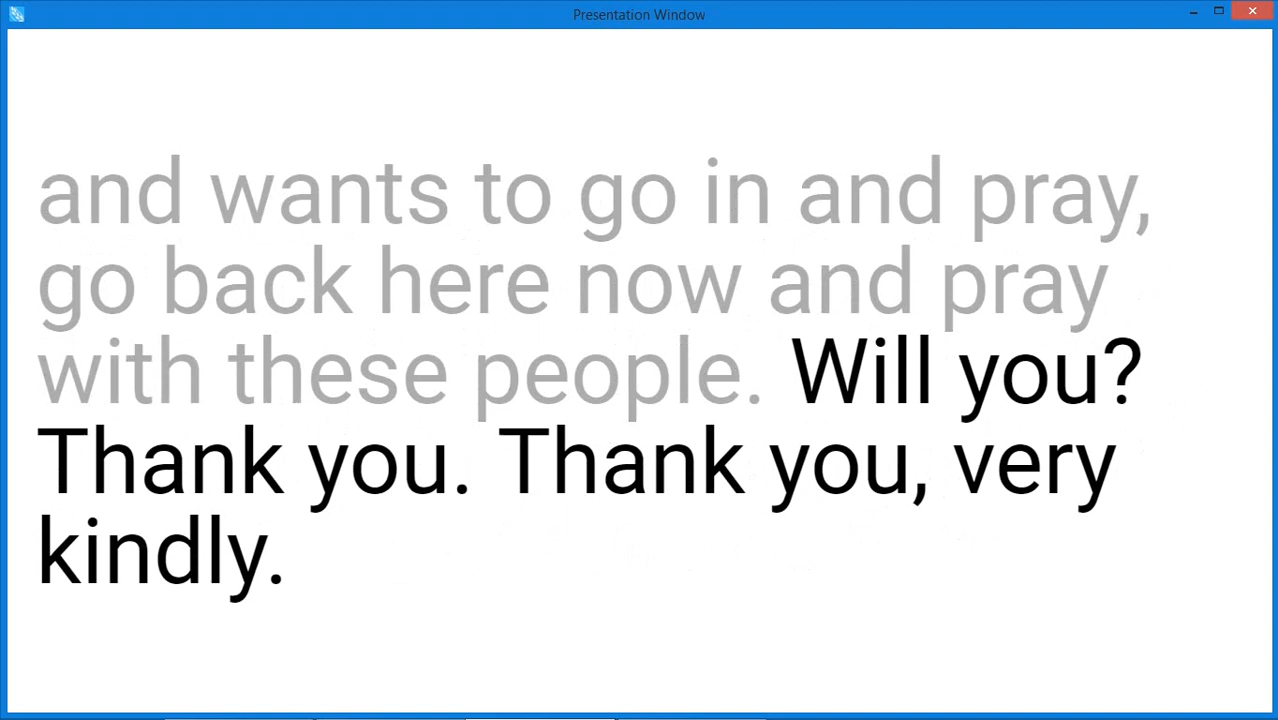 Presentation Window
and wants to go in and pray,
go back here now and pray
with these people. Will you?
Thank you. Thank you, very
kindly.